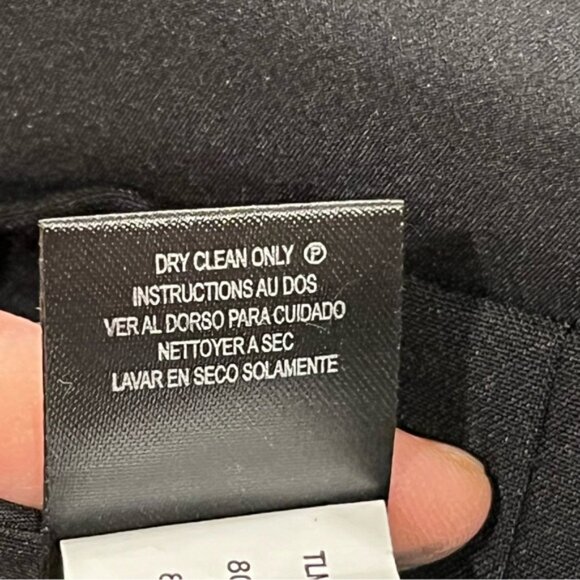 DRY CLEAN ONLY Ⓟ
INSTRUCTIONS AU DOS
VER AL DORSO PARA CUIDADO
NETTOYER A SEC
LAVAR EN SECO SOLAMENTE